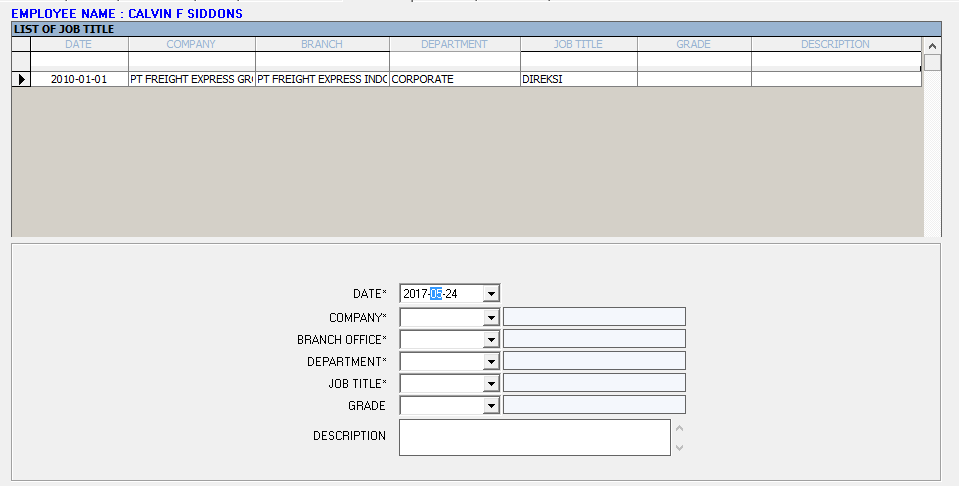 EMPLOYEE NAME : CALVIN F SIDDONS
LIST OF JOB TITLE
DATE COMPANY BRANCH DEPARTMENT JOB TITLE GRADE DESCRIPTION
2010-01-01 PT FREIGHT EXPRESS GR PT FREIGHT EXPRESS INDO CORPORATE DIREKSI
DATE* 2017-05-24
COMPANY*
BRANCH OFFICE*
DEPARTMENT*
JOB TITLE*
GRADE
DESCRIPTION